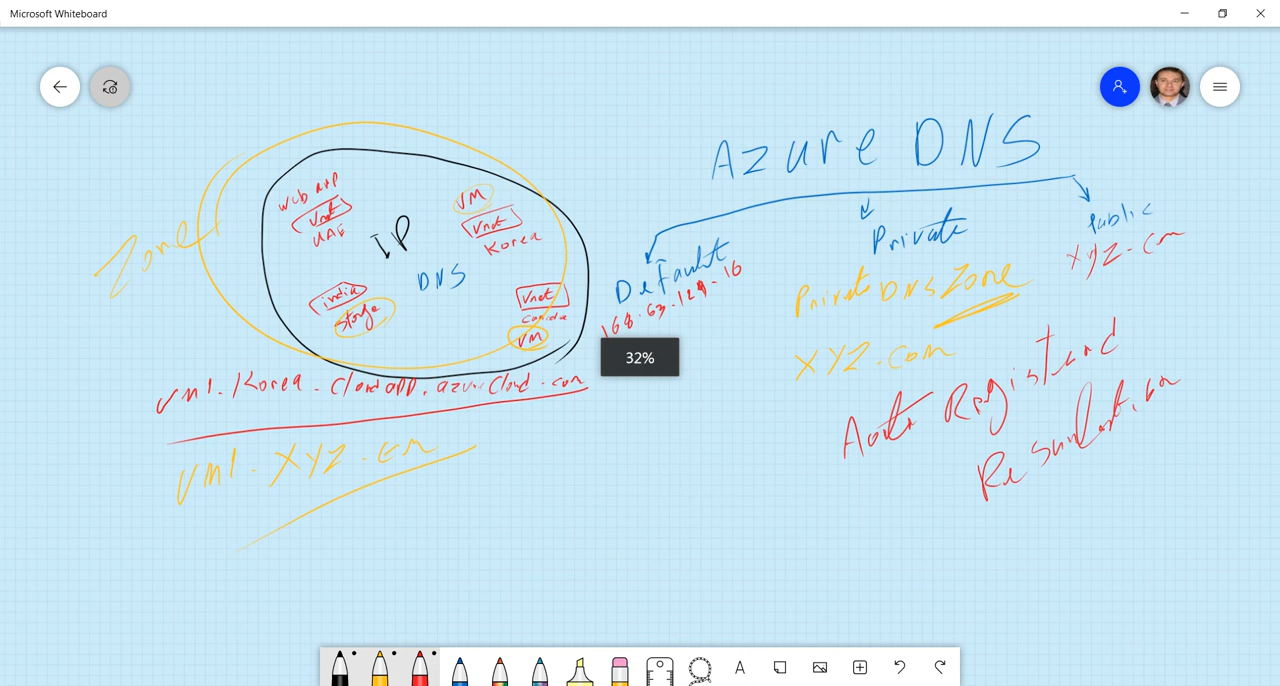 Microsoft Whiteboard
Azure DNS
Zone
Web app
Vnet
UAE
VM
Vnet
Korea
IP
DNS
india
Storage
Vnet
Canada
VM
Default
168.63.129.16
Private
Private DNS Zone
XYZ.com
Public
XYZ.com
32%
vm1.Korea.Cloudapp.azureCloud.com
vm1.XYZ.com
Auto Registered
A